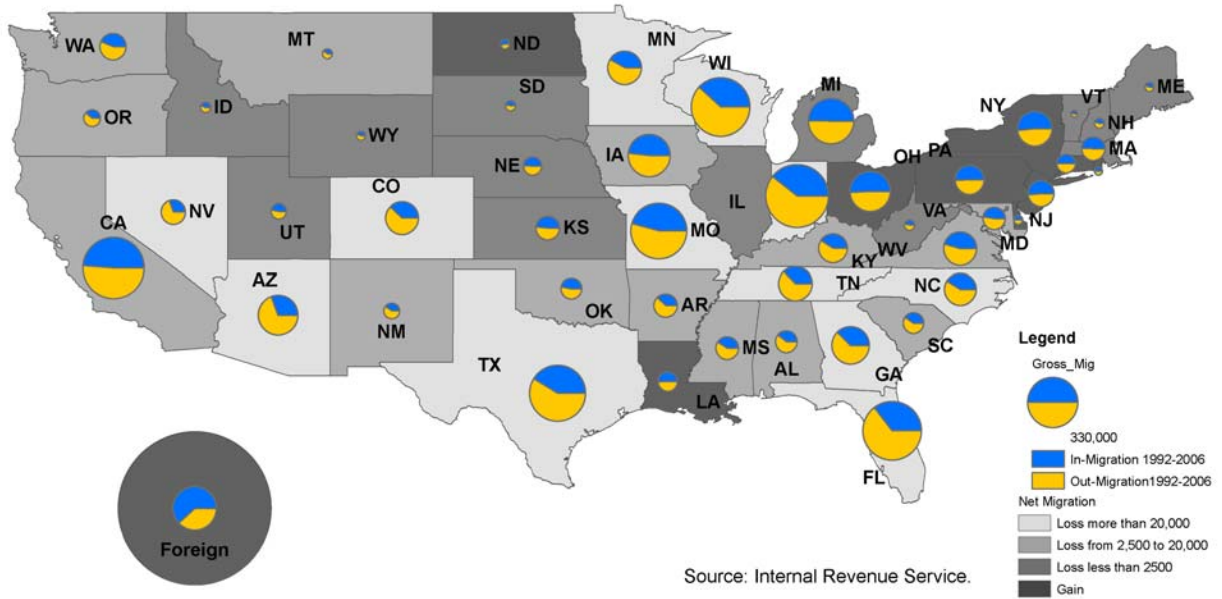 WA
MT
ND
MN
WI
MI
VT
ME
OR
ID
SD
NY
NH
WY
IA
OH
PA
MA
NE
NV
CO
IL
CA
UT
KS
MO
VA
NJ
MD
WV
KY
AZ
NM
OK
AR
TN
NC
TX
MS
AL
SC
GA
LA
FL
Foreign
Legend
Gross_Mig
330,000
In-Migration 1992-2006
Out-Migration1992-2006
Net Migration
Loss more than 20,000
Loss from 2,500 to 20,000
Loss less than 2500
Gain
Source: Internal Revenue Service.